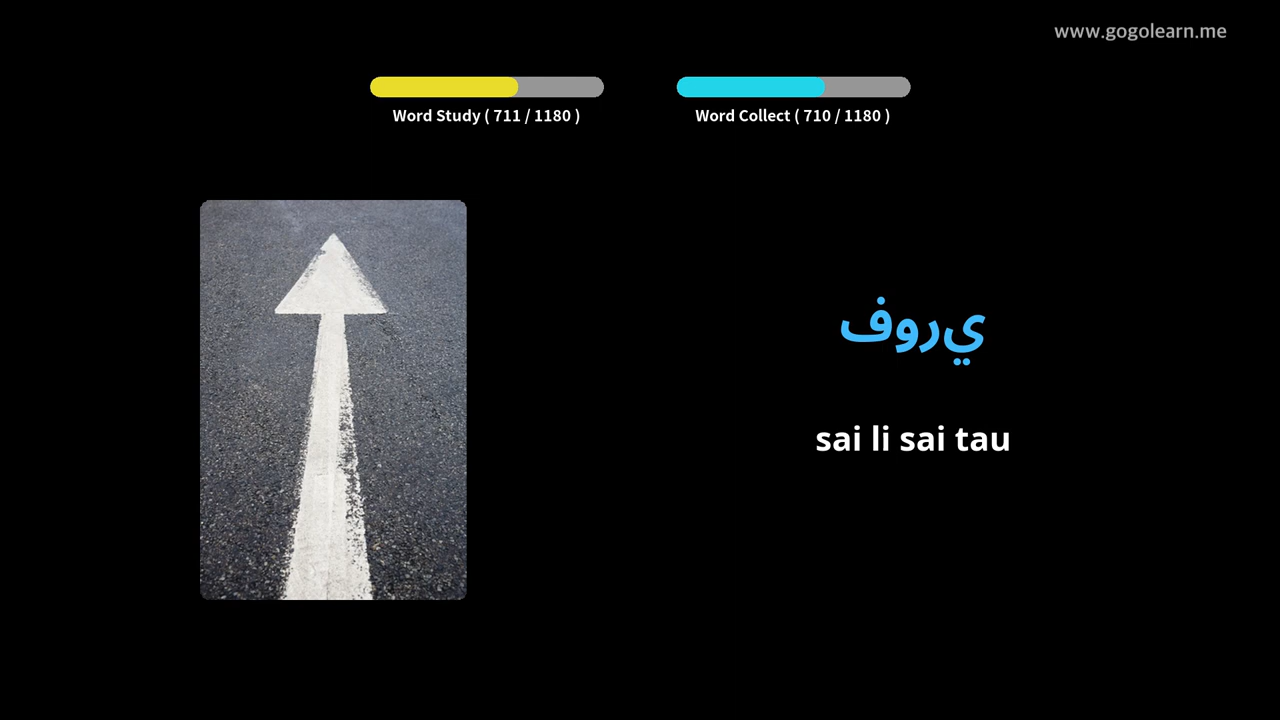 www.gogolearn.me
Word Study ( 711 / 1180 )
Word Collect ( 710 / 1180 )
يروف
sai li sai tau